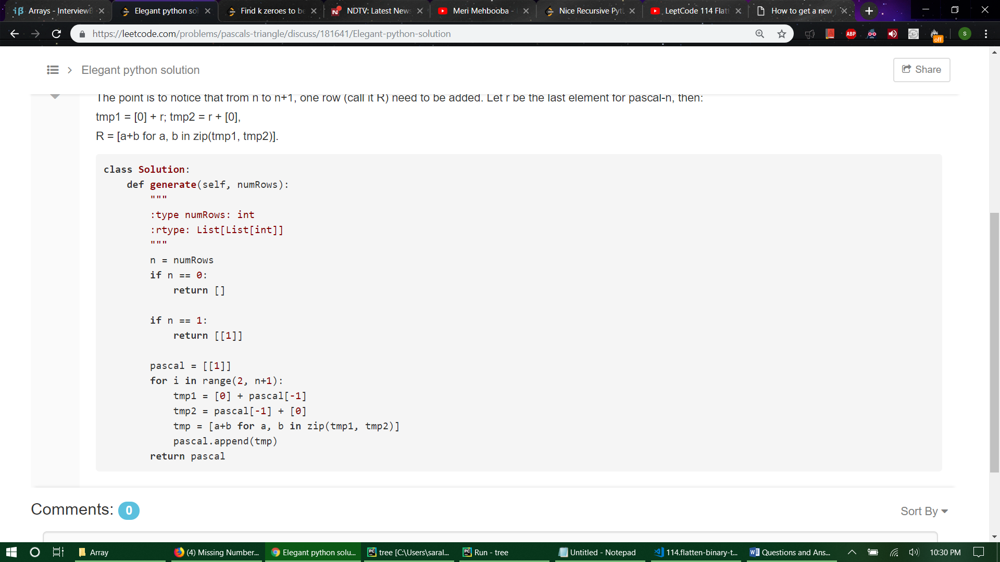 Arrays - InterviewB
Elegant python sol
Find k zeroes to be
NDTV: Latest News
Meri Mehbooba -
Nice Recursive Pyt
LeetCode 114 Flatt
How to get a new
https://leetcode.com/problems/pascals-triangle/discuss/181641/Elegant-python-solution
ABP
off
S
Elegant python solution
Share
The point is to notice that from n to n+1, one row (call it R) need to be added. Let r be the last element for pascal-n, then:
tmp1 = [0] + r; tmp2 = r + [0],
R = [a+b for a, b in zip(tmp1, tmp2)].
class Solution:
    def generate(self, numRows):
        """
        :type numRows: int
        :rtype: List[List[int]]
        """
        n = numRows
        if n == 0:
            return []
        if n == 1:
            return [[1]]
        pascal = [[1]]
        for i in range(2, n+1):
            tmp1 = [0] + pascal[-1]
            tmp2 = pascal[-1] + [0]
            tmp = [a+b for a, b in zip(tmp1, tmp2)]
            pascal.append(tmp)
        return pascal
Comments: 0
Sort By
Array
(4) Missing Number...
Elegant python solu...
tree [C:\Users\saral...
Run - tree
Untitled - Notepad
114.flatten-binary-t...
Questions and Ans...
10:30 PM